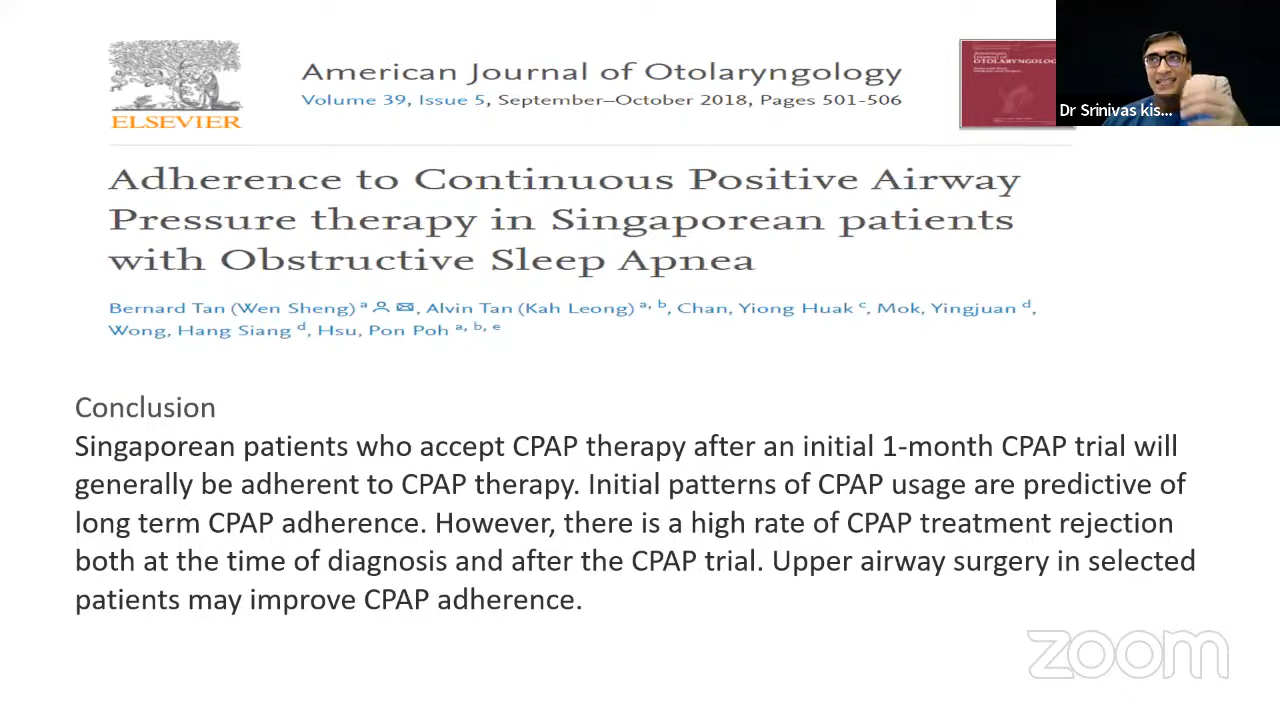 American Journal of Otolaryngology
Volume 39, Issue 5, September–October 2018, Pages 501-506
ELSEVIER
Dr Srinivas kis...
Adherence to Continuous Positive Airway
Pressure therapy in Singaporean patients
with Obstructive Sleep Apnea
Bernard Tan (Wen Sheng) a, Alvin Tan (Kah Leong) a, b, Chan, Yiong Huak c, Mok, Yingjuan d,
Wong, Hang Siang d, Hsu, Pon Poh a, b, e
Conclusion
Singaporean patients who accept CPAP therapy after an initial 1-month CPAP trial will
generally be adherent to CPAP therapy. Initial patterns of CPAP usage are predictive of
long term CPAP adherence. However, there is a high rate of CPAP treatment rejection
both at the time of diagnosis and after the CPAP trial. Upper airway surgery in selected
patients may improve CPAP adherence.
zoom